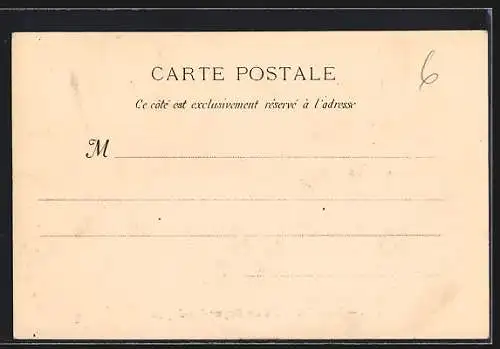 CARTE POSTALE
6
Ce côté est exclusivement réservé à l'adresse
M